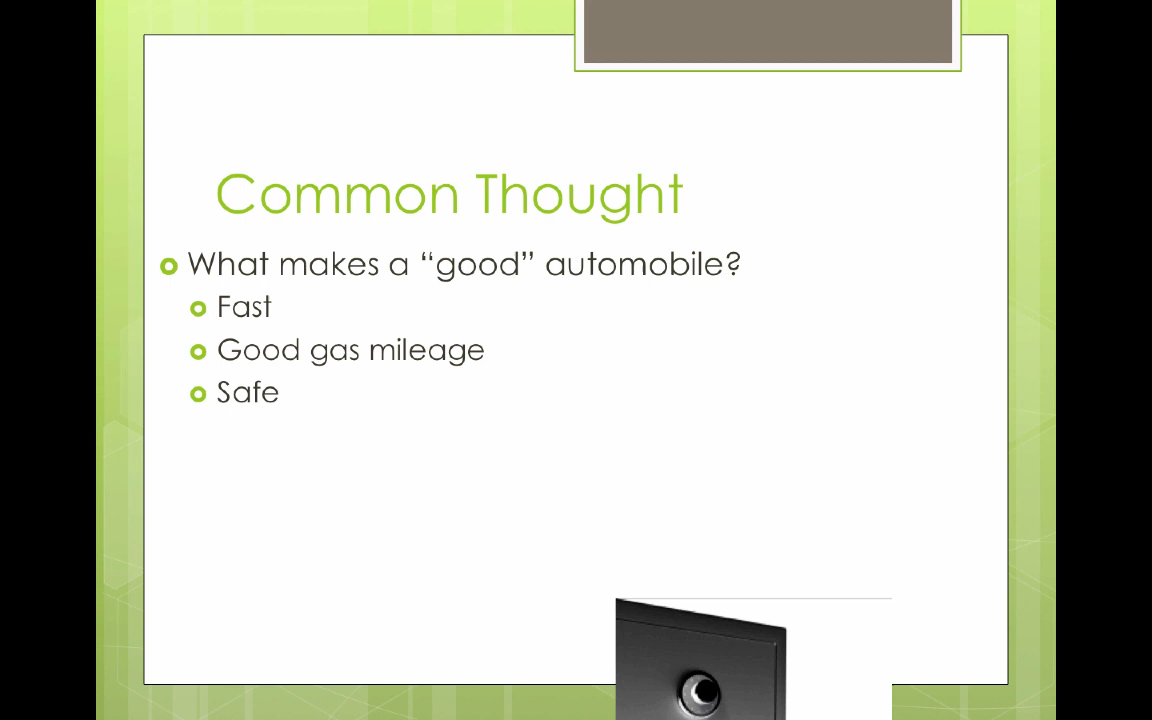 Common Thought
What makes a “good” automobile?
Fast
Good gas mileage
Safe